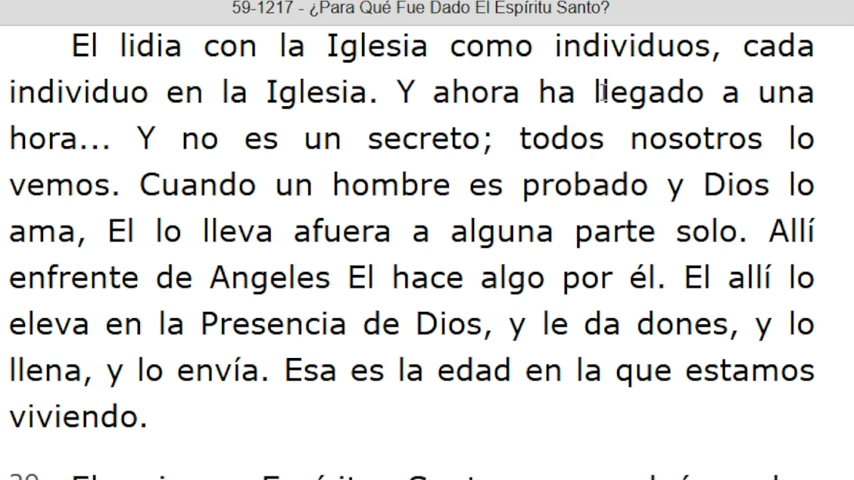 59-1217 - ¿Para Qué Fue Dado El Espíritu Santo?
El lidia con la Iglesia como individuos, cada
individuo en la Iglesia. Y ahora ha llegado a una
hora... Y no es un secreto; todos nosotros lo
vemos. Cuando un hombre es probado y Dios lo
ama, El lo lleva afuera a alguna parte solo. Allí
enfrente de Angeles El hace algo por él. El allí lo
eleva en la Presencia de Dios, y le da dones, y lo
llena, y lo envía. Esa es la edad en la que estamos
viviendo.